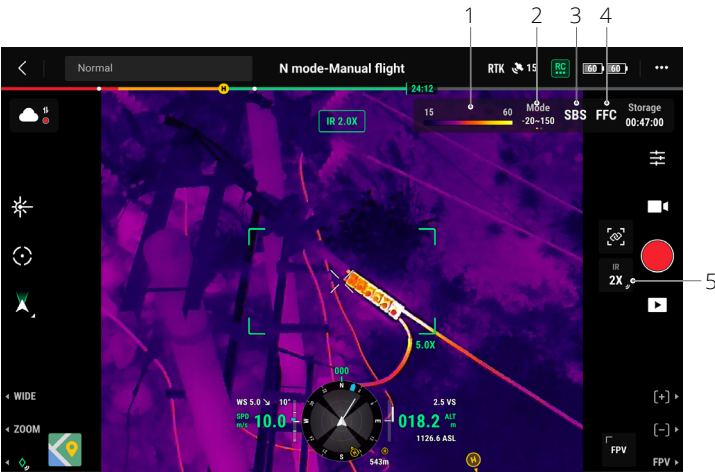 1 2 3 4
Normal
N mode-Manual flight
RTK 15 RC 60 60
H 24:12
IR 2.0X
15 60
Mode
-20~150
SBS FFC
Storage
00:47:00
IR
2X
5
5.0X
000
N
WS 5.0 10°
2.5 VS
SPD
m/s
10.0
W E
018.2 ALT
m
1126.6 ASL
S
543m
H
WIDE
ZOOM
FPV
FPV